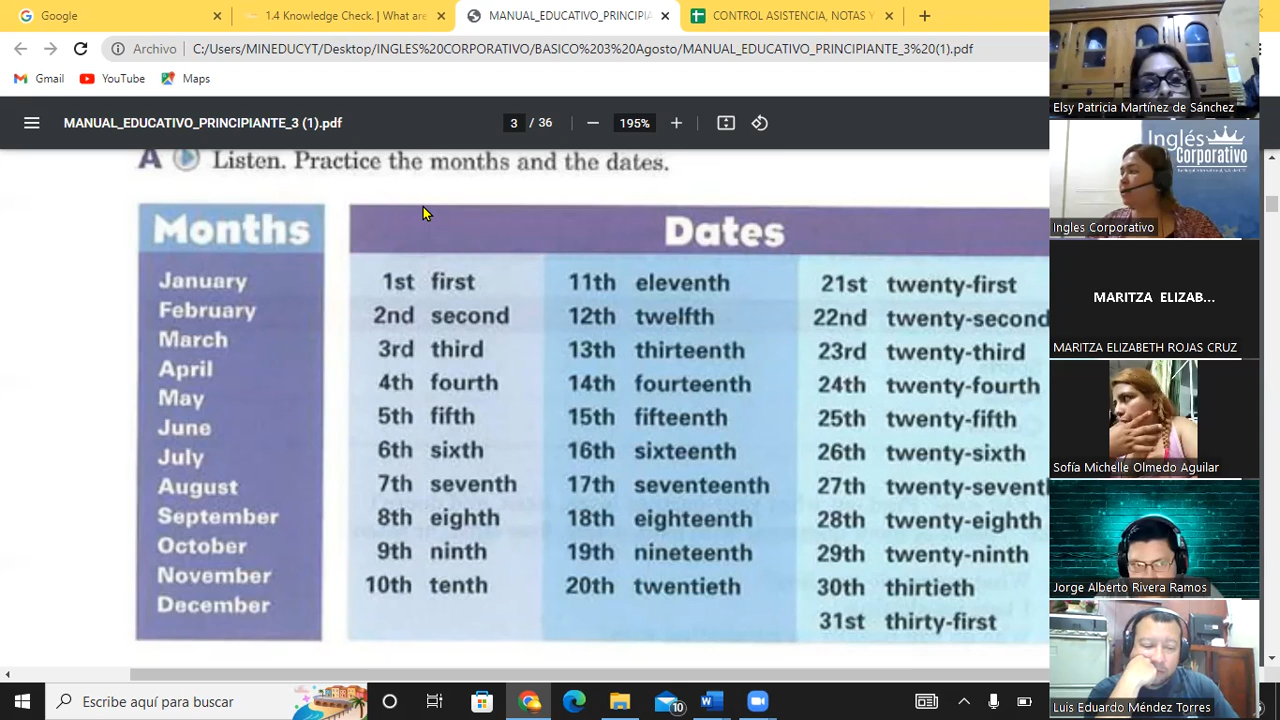 Google
1.4 Knowledge Check. | What are
MANUAL_EDUCATIVO_PRINCIPIA
CONTROL ASISTENCIA, NOTAS Y
Archivo
C:/Users/MINEDUCYT/Desktop/INGLES%20CORPORATIVO/BASICO%203%20Agosto/MANUAL_EDUCATIVO_PRINCIPIANTE_3%20(1).pdf
Gmail
YouTube
Maps
MANUAL_EDUCATIVO_PRINCIPIANTE_3 (1).pdf
3 / 36
195%
A Listen. Practice the months and the dates.
Months
January
February
March
April
May
June
July
August
September
October
November
December
Dates
1st first
2nd second
3rd third
4th fourth
5th fifth
6th sixth
7th seventh
8th eighth
9th ninth
10th tenth
11th eleventh
12th twelfth
13th thirteenth
14th fourteenth
15th fifteenth
16th sixteenth
17th seventeenth
18th eighteenth
19th nineteenth
20th twentieth
21st twenty-first
22nd twenty-second
23rd twenty-third
24th twenty-fourth
25th twenty-fifth
26th twenty-sixth
27th twenty-sevent
28th twenty-eighth
29th twenty-ninth
30th thirtieth
31st thirty-first
Elsy Patricia Martínez de Sánchez
Inglés
Corporativo
Ingles Corporativo
MARITZA ELIZAB...
MARITZA ELIZABETH ROJAS CRUZ
Sofía Michelle Olmedo Aguilar
Jorge Alberto Rivera Ramos
Luis Eduardo Méndez Torres
Escribe aquí para buscar
10